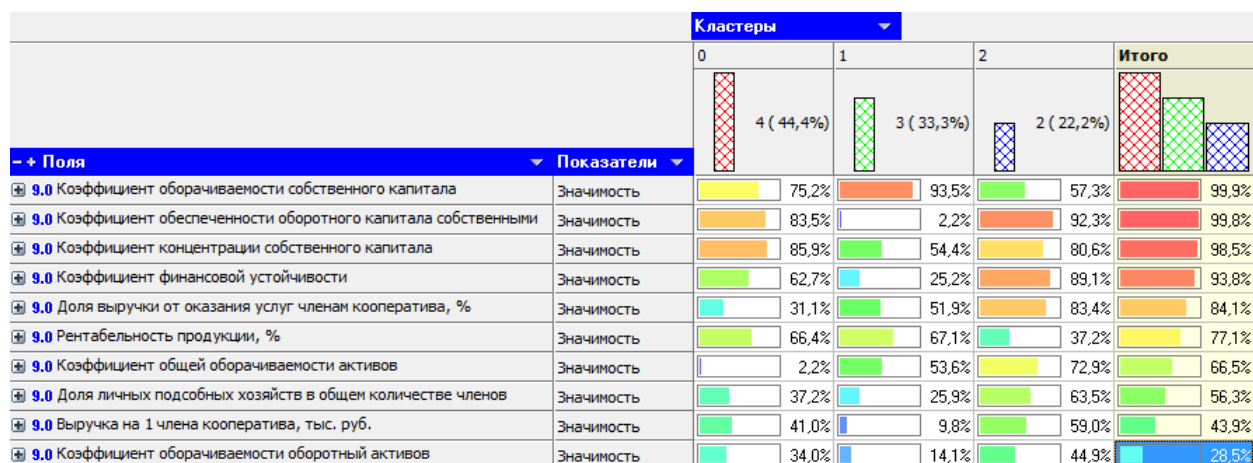 Кластеры
0 1 2 Итого
4 ( 44,4%) 3 ( 33,3%) 2 ( 22,2%)
– + Поля Показатели
9.0 Коэффициент оборачиваемости собственного капитала Значимость 75,2% 93,5% 57,3% 99,9%
9.0 Коэффициент обеспеченности оборотного капитала собственными Значимость 83,5% 2,2% 92,3% 99,8%
9.0 Коэффициент концентрации собственного капитала Значимость 85,9% 54,4% 80,6% 98,5%
9.0 Коэффициент финансовой устойчивости Значимость 62,7% 25,2% 89,1% 93,8%
9.0 Доля выручки от оказания услуг членам кооператива, % Значимость 31,1% 51,9% 83,4% 84,1%
9.0 Рентабельность продукции, % Значимость 66,4% 67,1% 37,2% 77,1%
9.0 Коэффициент общей оборачиваемости активов Значимость 2,2% 53,6% 72,9% 66,5%
9.0 Доля личных подсобных хозяйств в общем количестве членов Значимость 37,2% 25,9% 63,5% 56,3%
9.0 Выручка на 1 члена кооператива, тыс. руб. Значимость 41,0% 9,8% 59,0% 43,9%
9.0 Коэффициент оборачиваемости оборотный активов Значимость 34,0% 14,1% 44,9% 28,5%